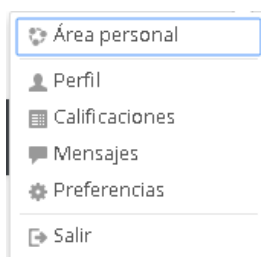 Área personal
Perfil
Calificaciones
Mensajes
Preferencias
Salir